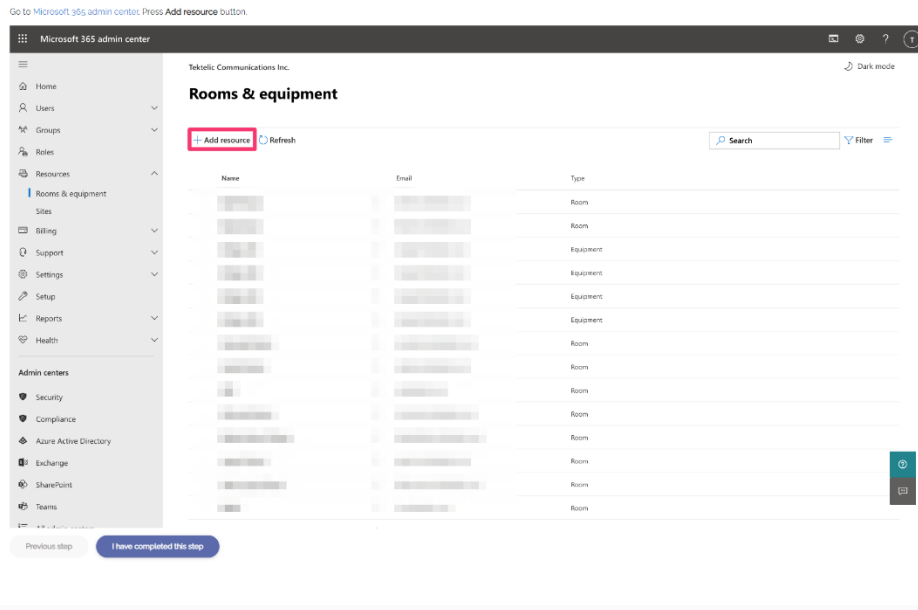 Go to Microsoft 365 admin center. Press Add resource button.
Microsoft 365 admin center
?
T
Tektelic Communications Inc.
Dark mode
Rooms & equipment
+ Add resource
Refresh
Search
Filter
Home
Users
Groups
Roles
Resources
Rooms & equipment
Sites
Billing
Support
Settings
Setup
Reports
Health
Admin centers
Security
Compliance
Azure Active Directory
Exchange
SharePoint
Teams
Name Email Type
Room
Room
Equipment
Equipment
Equipment
Equipment
Room
Room
Room
Room
Room
Room
Room
Room
Previous step
I have completed this step